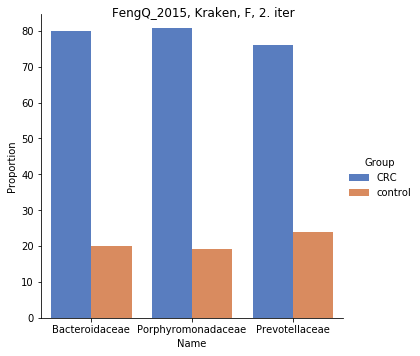 FengQ_2015, Kraken, F, 2. iter
80
70
60
50
40
30
20
10
0
Proportion
Bacteroidaceae Porphyromonadaceae Prevotellaceae
Name
Group
CRC
control